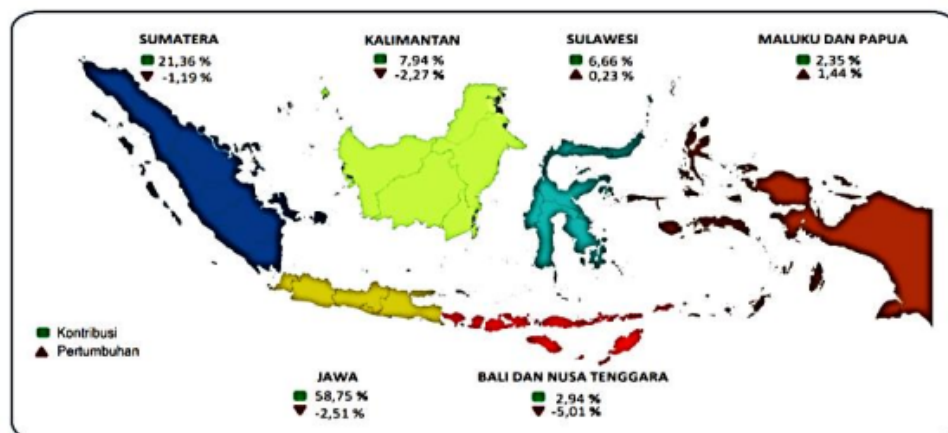 SUMATERA
21,36 %
-1,19 %
KALIMANTAN
7,94 %
-2,27 %
SULAWESI
6,66 %
0,23 %
MALUKU DAN PAPUA
2,35 %
1,44 %
Kontribusi
Pertumbuhan
JAWA
58,75 %
-2,51 %
BALI DAN NUSA TENGGARA
2,94 %
-5,01 %